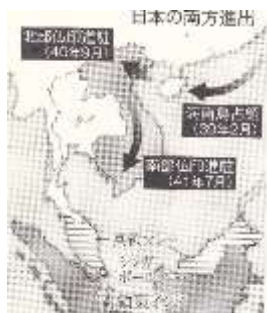 日本の南方進出
北部仏印進駐
(40年9月)
海南島占領
(39年2月)
南部仏印進駐
(41年7月)
シンガ
ポール